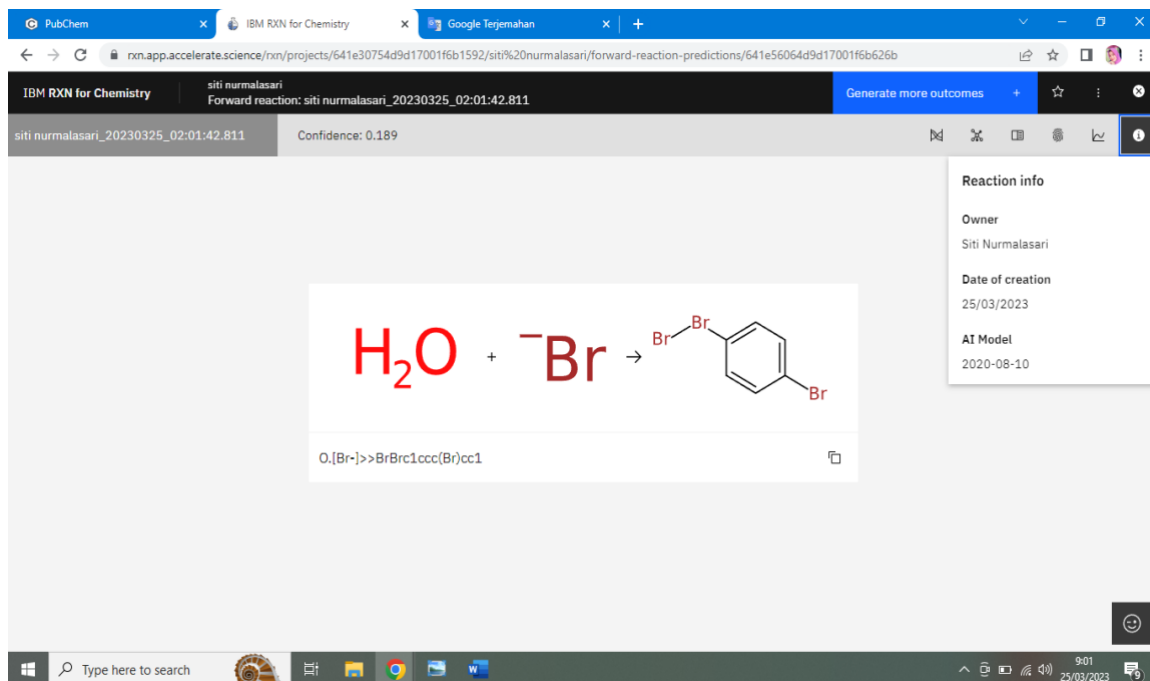 PubChem
IBM RXN for Chemistry
Google Terjemahan
rxn.app.accelerate.science/rxn/projects/641e30754d9d17001f6b1592/siti%20nurmalasari/forward-reaction-predictions/641e56064d9d17001f6b626b
IBM RXN for Chemistry
siti nurmalasari
Forward reaction: siti nurmalasari_20230325_02:01:42.811
Generate more outcomes +
siti nurmalasari_20230325_02:01:42.811
Confidence: 0.189
Reaction info
Owner
Siti Nurmalasari
Date of creation
25/03/2023
AI Model
2020-08-10
H₂O + ⁻Br → Br Br Br
O.[Br-]>>BrBrc1ccc(Br)cc1
Type here to search
9:01
25/03/2023
9